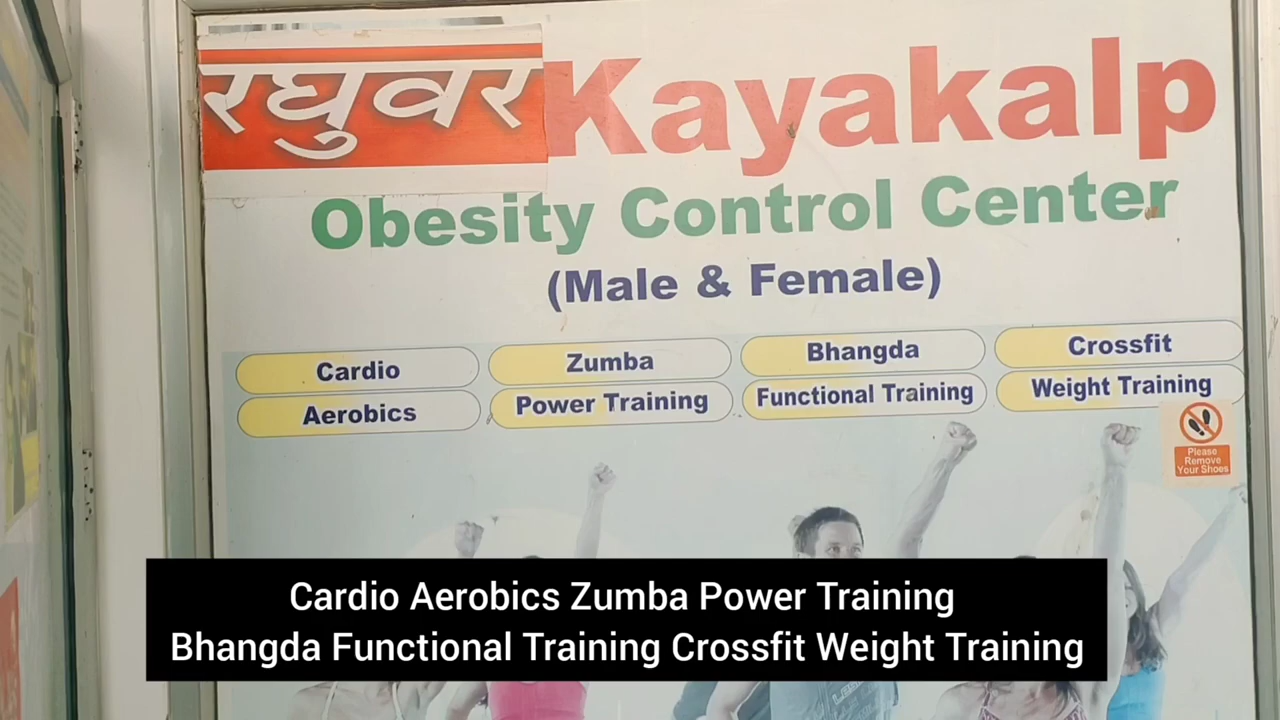 रघुवर Kayakalp
Obesity Control Center
(Male & Female)
Cardio Zumba Bhangda Crossfit
Aerobics Power Training Functional Training Weight Training
Please
Remove
Your Shoes
Cardio Aerobics Zumba Power Training
Bhangda Functional Training Crossfit Weight Training